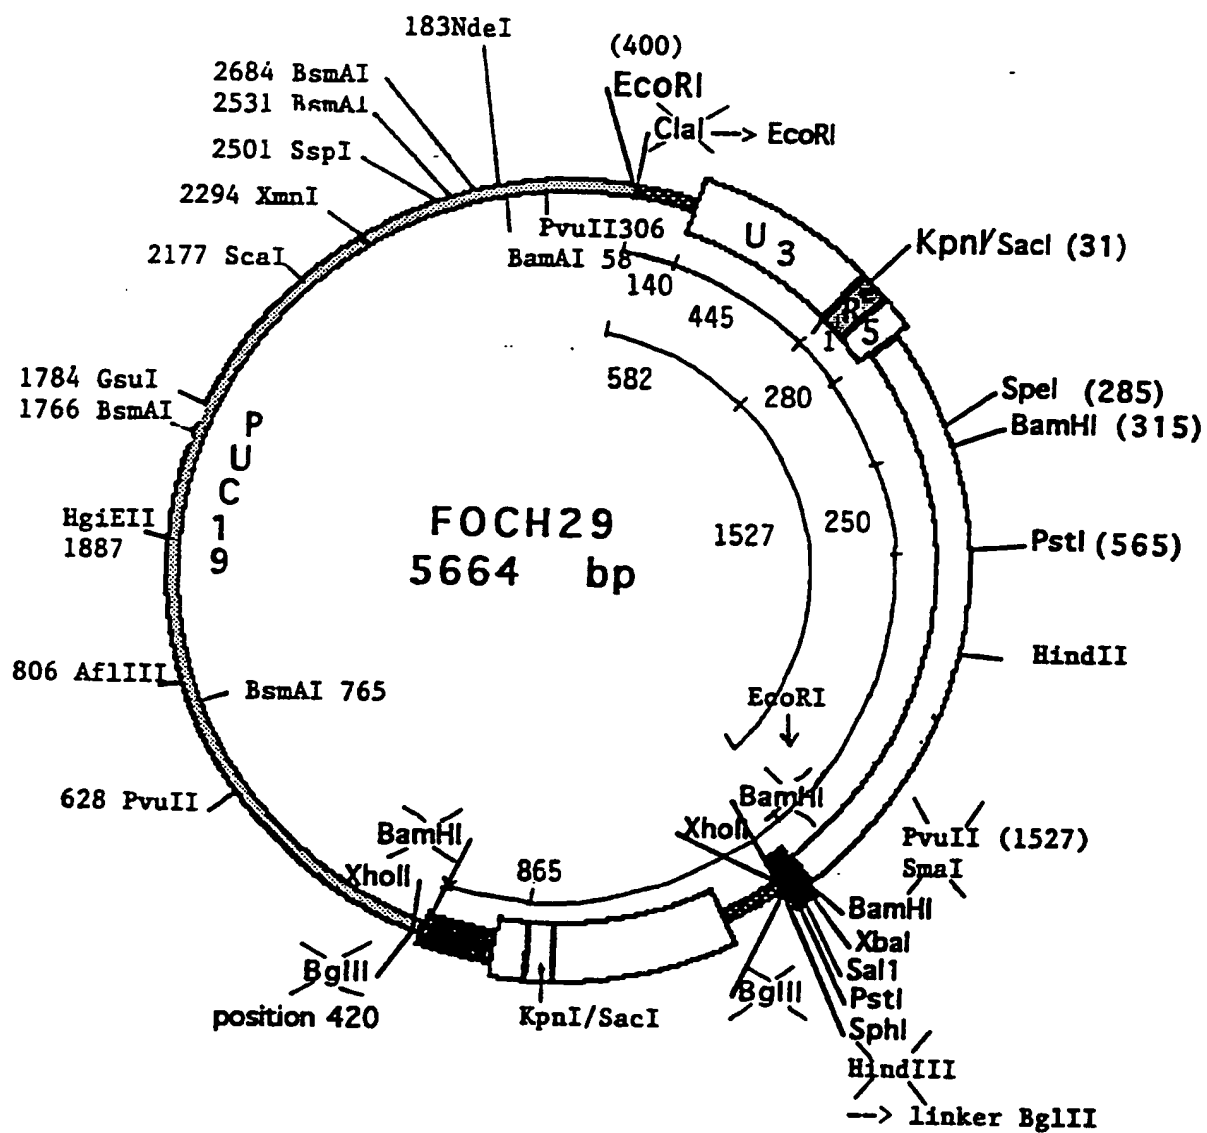 183NdeI
(400)
EcoRI
2684 BsmAI
2531 BsmAI
ClaI --> EcoRI
2501 SspI
2294 XmnI
PvuII306
U 3
KpnI/SacI (31)
2177 ScaI
BamAI 58
140
445
R
1
5
582
280
1784 GsuI
1766 BsmAI
SpeI (285)
BamHI (315)
P
U
C
1
9
HgiEII
1887
FOCH29
5664 bp
1527
250
PstI (565)
HindII
806 AflIII
BsmAI 765
EcoRI
628 PvuII
BamHI
BamHI
XhoII
PvuII (1527)
SmaI
XhoII
865
BamHI
XbaI
Sal1
PstI
SphI
BglII
position 420
KpnI/SacI
BglII
HindIII
--> linker BglII